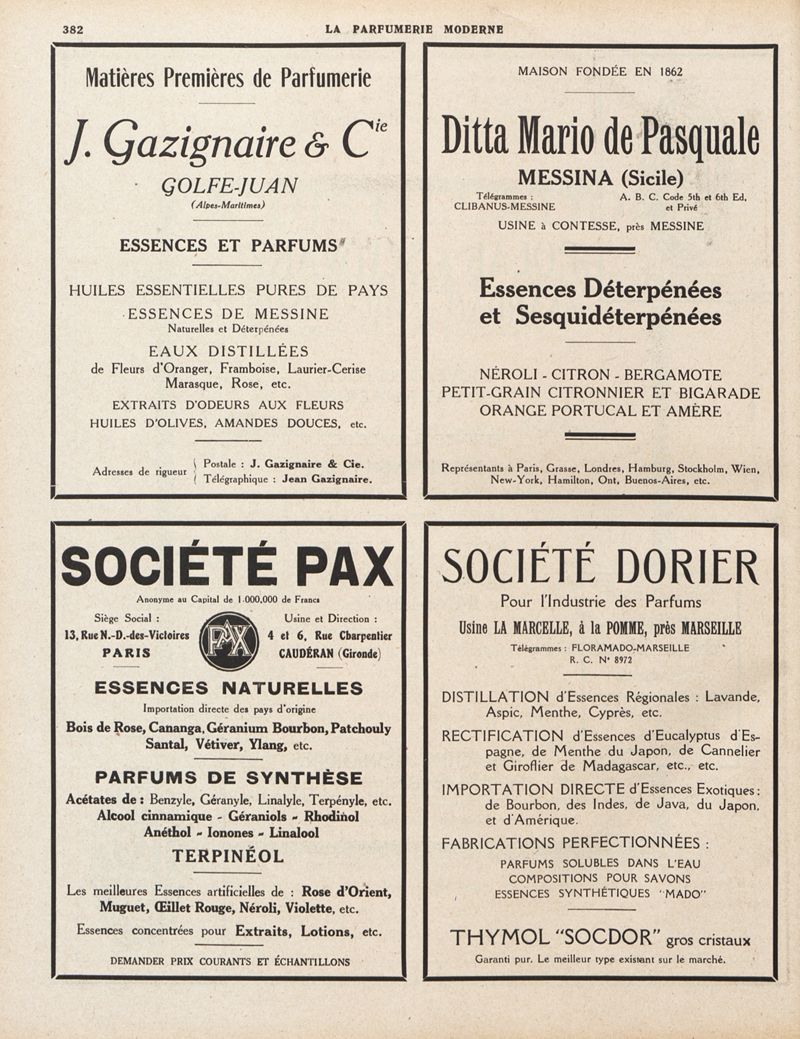 382
LA PARFUMERIE MODERNE
Matières Premières de Parfumerie
J. Gazignaire & Cie
GOLFE-JUAN
(Alpes-Maritimes)
ESSENCES ET PARFUMS
HUILES ESSENTIELLES PURES DE PAYS
ESSENCES DE MESSINE
Naturelles et Déterpénées
EAUX DISTILLÉES
de Fleurs d'Oranger, Framboise, Laurier-Cerise
Marasque, Rose, etc.
EXTRAITS D'ODEURS AUX FLEURS
HUILES D'OLIVES, AMANDES DOUCES, etc.
Adresses de rigueur
Postale : J. Gazignaire & Cie.
Télégraphique : Jean Gazignaire.
MAISON FONDÉE EN 1862
Ditta Mario de Pasquale
MESSINA (Sicile)
Télégrammes :
CLIBANUS-MESSINE
A. B. C. Code 5th et 6th Ed,
et Privé
USINE à CONTESSE, près MESSINE
Essences Déterpénées
et Sesquidéterpénées
NÉROLI - CITRON - BERGAMOTE
PETIT-GRAIN CITRONNIER ET BIGARADE
ORANGE PORTUCAL ET AMÈRE
Représentants à Paris, Grasse, Londres, Hamburg, Stockholm, Wien,
New-York, Hamilton, Ont, Buenos-Aires, etc.
SOCIÉTÉ PAX
Anonyme au Capital de 1.000,000 de Francs
Siège Social :
13, Rue N.-D.-des-Victoires
PARIS
PAX
Usine et Direction :
4 et 6, Rue Charpentier
CAUDÉRAN (Gironde)
ESSENCES NATURELLES
Importation directe des pays d'origine
Bois de Rose, Cananga, Géranium Bourbon, Patchouly
Santal, Vétiver, Ylang, etc.
PARFUMS DE SYNTHÈSE
Acétates de : Benzyle, Géranyle, Linalyle, Terpényle, etc.
Alcool cinnamique - Géraniols - Rhodinol
Anéthol - Ionones - Linalool
TERPINÉOL
Les meilleures Essences artificielles de : Rose d'Orient,
Muguet, Œillet Rouge, Néroli, Violette, etc.
Essences concentrées pour Extraits, Lotions, etc.
DEMANDER PRIX COURANTS ET ÉCHANTILLONS
SOCIÉTÉ DORIER
Pour l'Industrie des Parfums
Usine LA MARCELLE, à la POMME, près MARSEILLE
Télégrammes : FLORAMADO-MARSEILLE
R. C. N° 8972
DISTILLATION d'Essences Régionales : Lavande,
Aspic, Menthe, Cyprès, etc.
RECTIFICATION d'Essences d'Eucalyptus d'Es-
pagne, de Menthe du Japon, de Cannelier
et Giroflier de Madagascar, etc., etc.
IMPORTATION DIRECTE d'Essences Exotiques :
de Bourbon, des Indes, de Java, du Japon,
et d'Amérique.
FABRICATIONS PERFECTIONNÉES :
PARFUMS SOLUBLES DANS L'EAU
COMPOSITIONS POUR SAVONS
ESSENCES SYNTHÉTIQUES "MADO"
THYMOL "SOCDOR" gros cristaux
Garanti pur. Le meilleur type existant sur le marché.